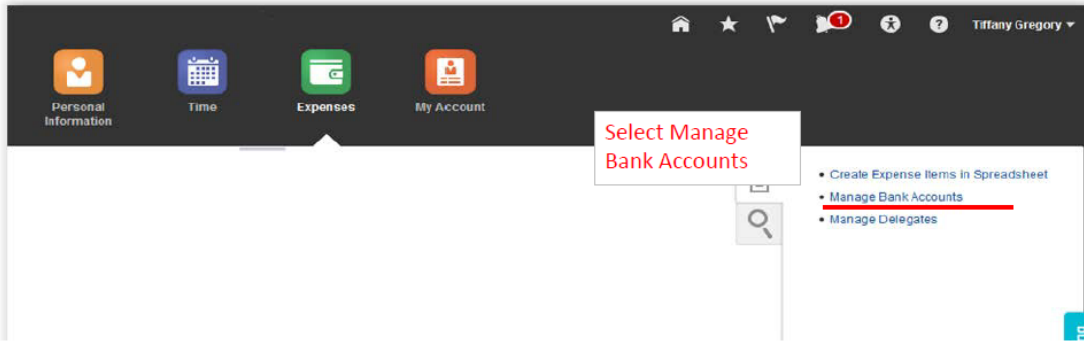 1
Tiffany Gregory
Personal
Information
Time
Expenses
My Account
Select Manage
Bank Accounts
Create Expense Items in Spreadsheet
Manage Bank Accounts
Manage Delegates